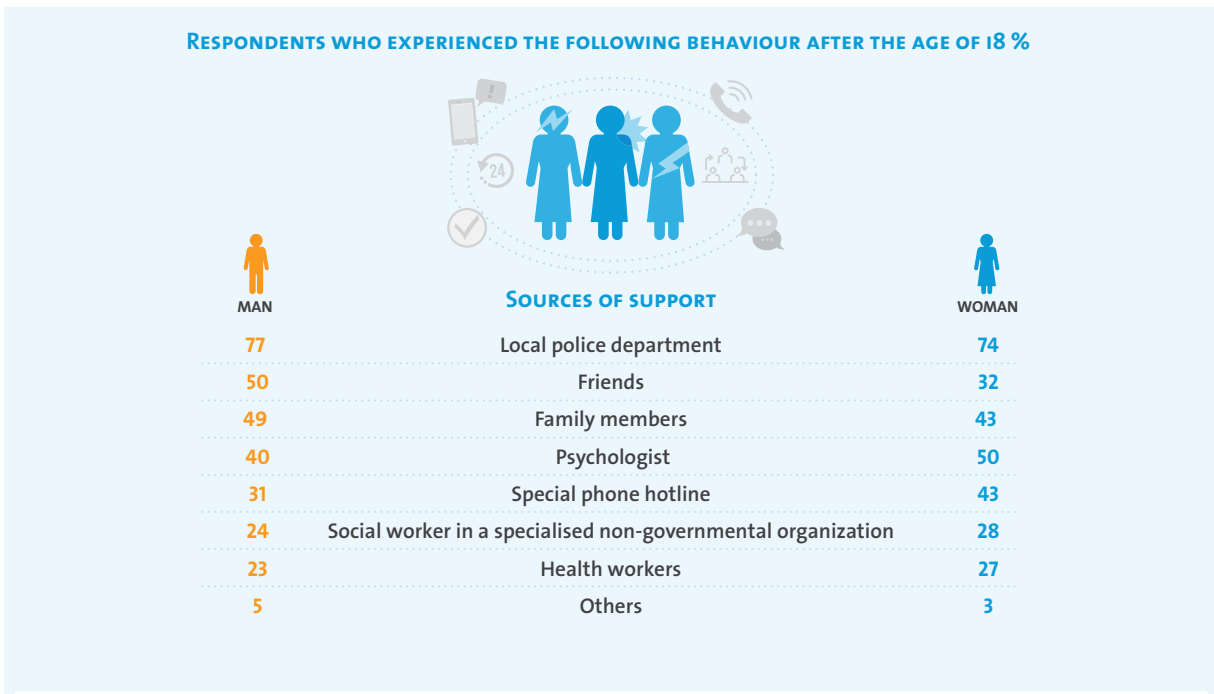 Respondents who experienced the following behaviour after the age of 18 %
!
24
MAN
Sources of support
WOMAN
77 Local police department 74
50 Friends 32
49 Family members 43
40 Psychologist 50
31 Special phone hotline 43
24 Social worker in a specialised non-governmental organization 28
23 Health workers 27
5 Others 3